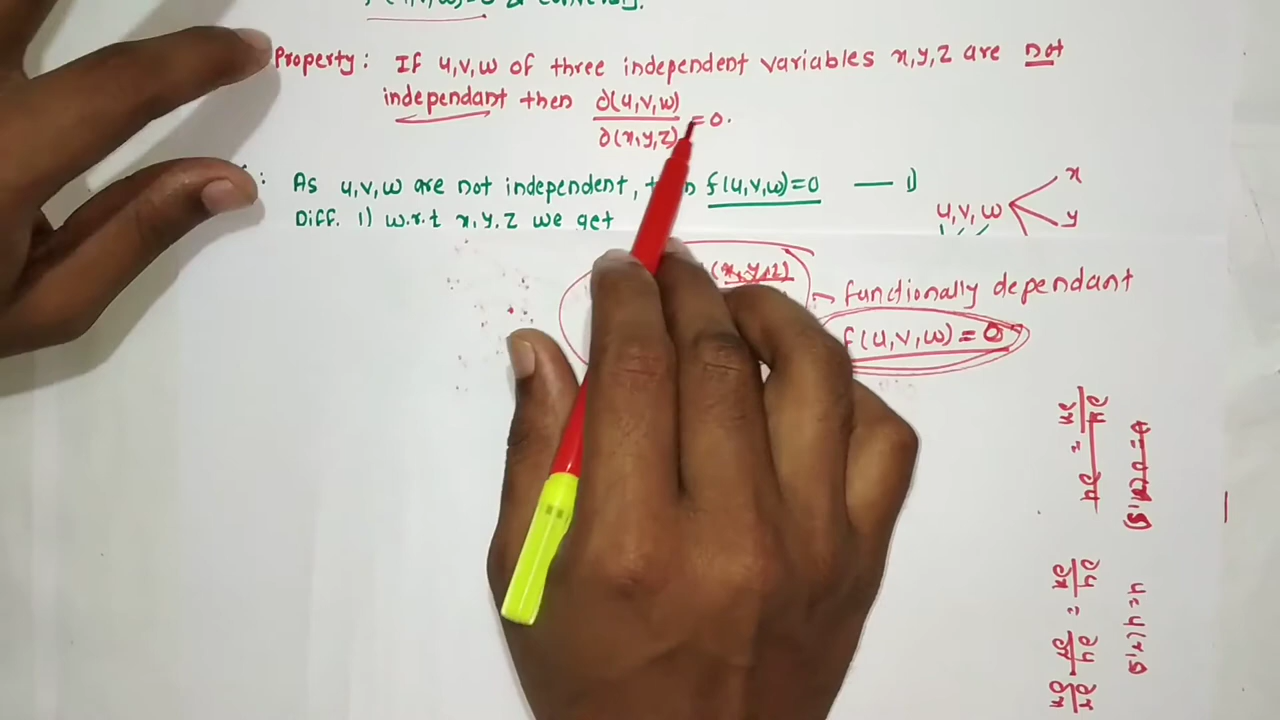 Property: If u,v,w of three independent variables x,y,z are not
independant then ∂(u,v,w)
∂(x,y,z) =0.
: As u,v,w are not independent, then f(u,v,w)=0 — 1)
Diff. 1) w.r.t x,y,z we get
u,v,w
x
y
(x,y,z)
functionally dependant
f(u,v,w) = 0
∂u/∂x = ∂u
∂u/∂x = ∂u/∂r ∂r/∂x